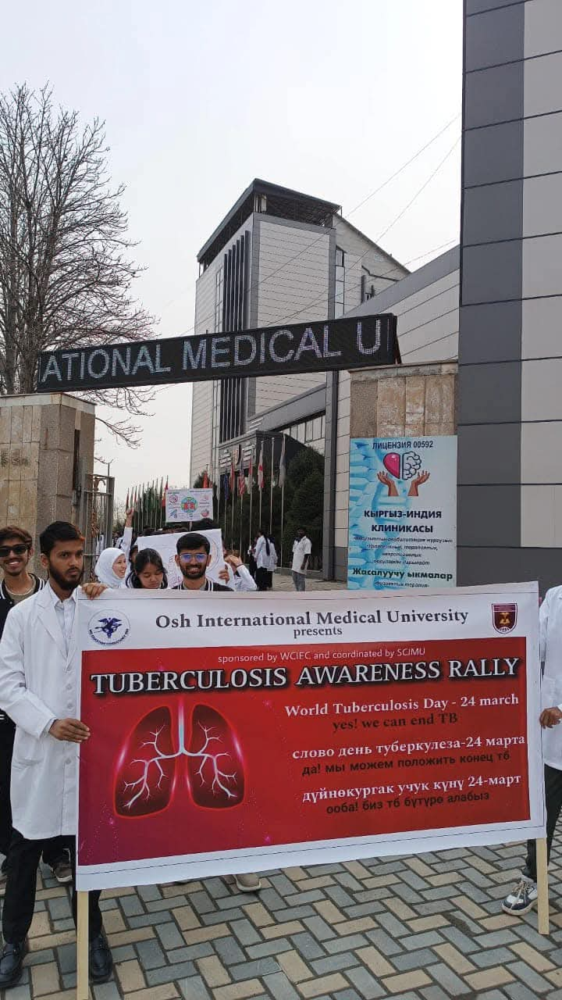 ATIONAL MEDICAL U
ЛИЦЕНЗИЯ 00592
КЫРГЫЗ-ИНДИЯ
КЛИНИКАСЫ
Жасалуучу ыкмалар
Osh International Medical University
presents
sponsored by WCIEC and coordinated by SCIMU
TUBERCULOSIS AWARENESS RALLY
World Tuberculosis Day - 24 march
yes! we can end TB
слово день туберкулеза-24 марта
да! мы можем положить конец тб
дүйнөкургак учук күнү 24-март
ооба! биз тб бүтүрө алабыз